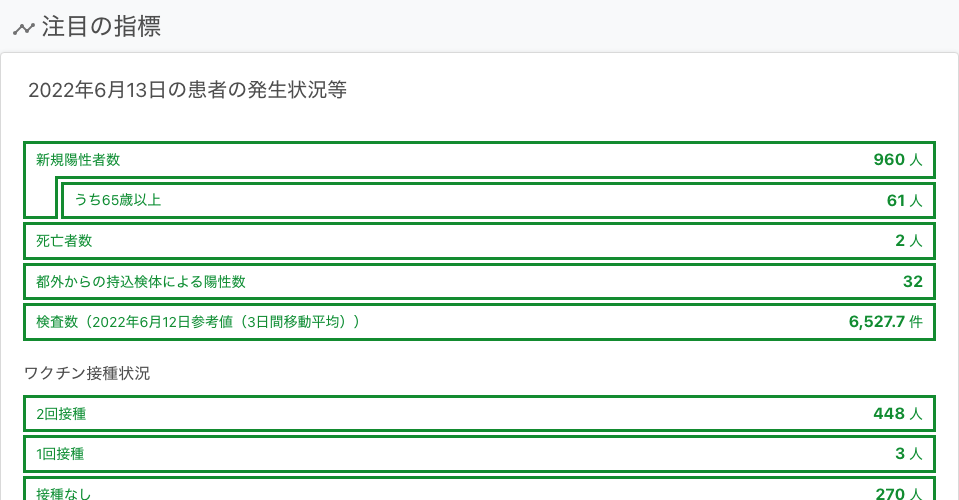 注目の指標
2022年6月13日の患者の発生状況等
新規陽性者数 960 人
うち65歳以上 61 人
死亡者数 2 人
都外からの持込検体による陽性数 32
検査数（2022年6月12日参考値（3日間移動平均）） 6,527.7 件
ワクチン接種状況
2回接種 448 人
1回接種 3 人
接種なし 270 人